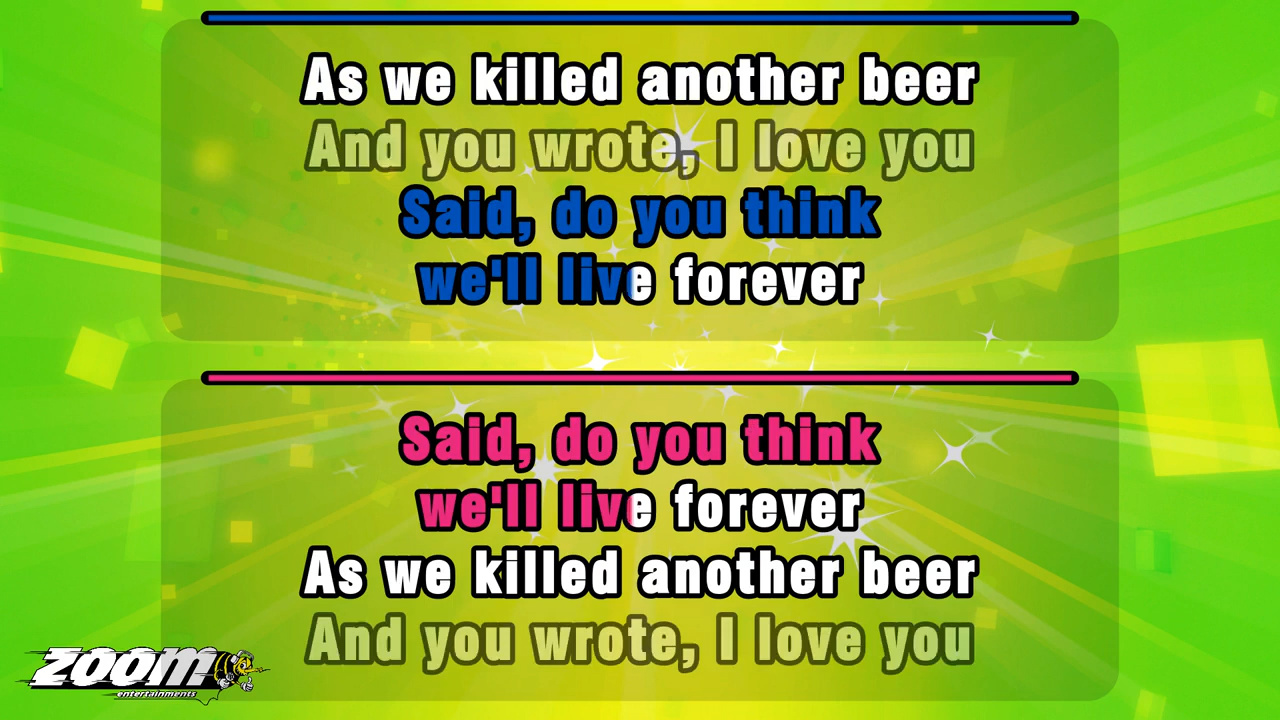 As we killed another beer
And you wrote, I love you
Said, do you think
we'll live forever
Said, do you think
we'll live forever
As we killed another beer
And you wrote, I love you
zoom
entertainments